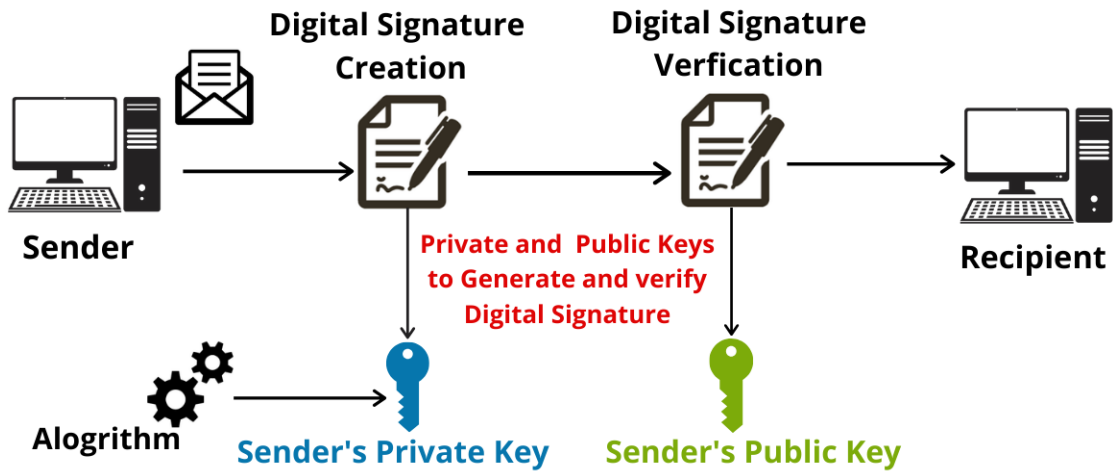 Digital Signature
Creation
Digital Signature
Verfication
Sender
Recipient
Private and Public Keys
to Generate and verify
Digital Signature
Alogrithm
Sender's Private Key
Sender's Public Key